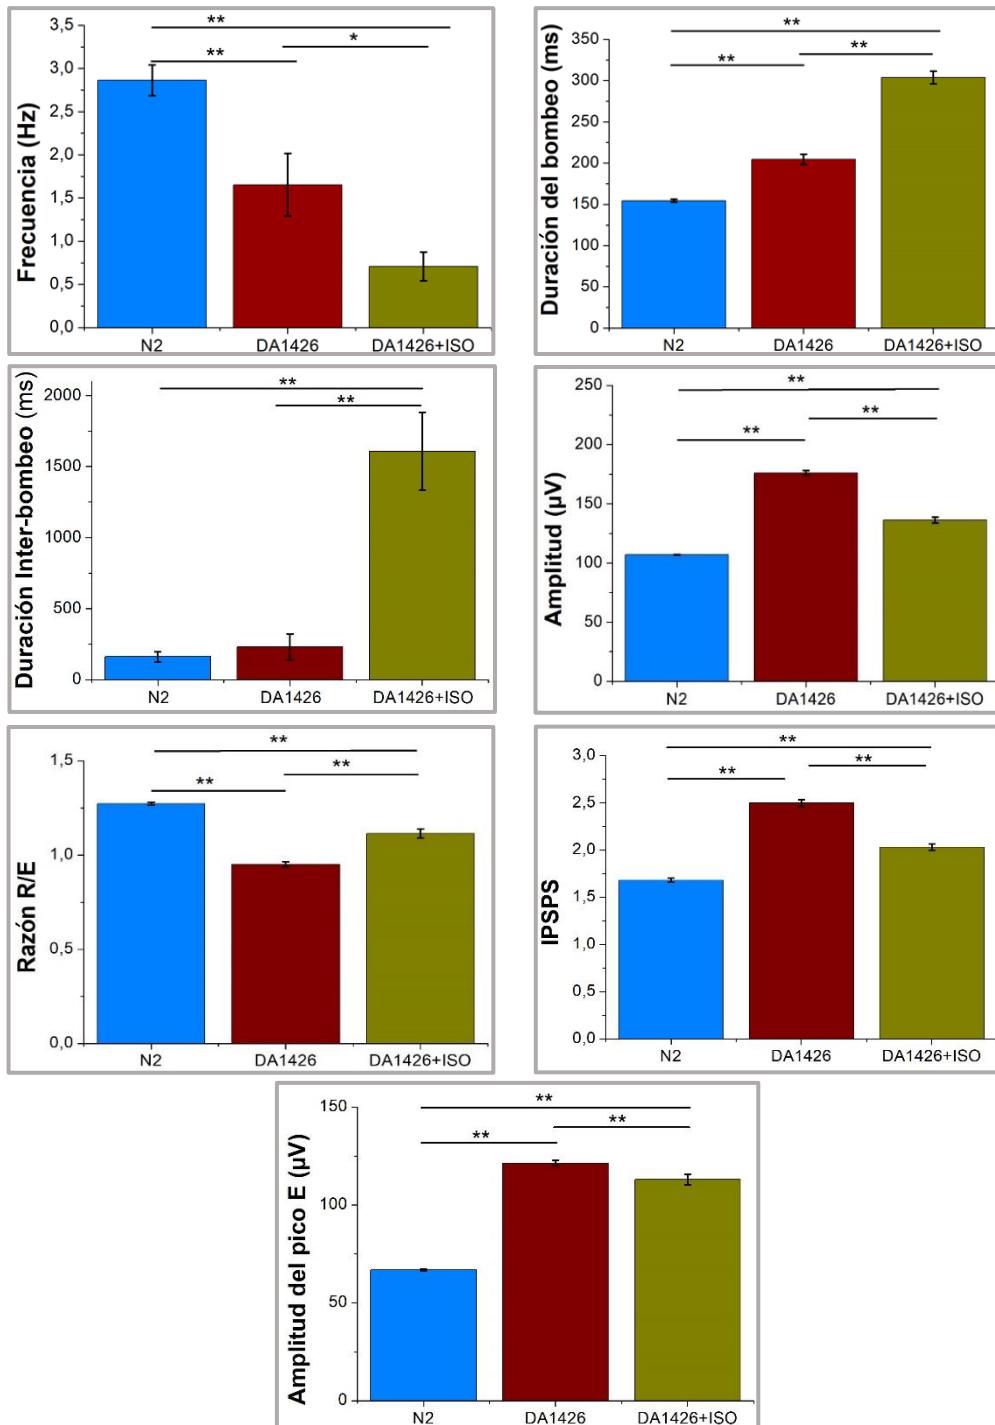 Frecuencia (Hz)
3,5
3,0
2,5
2,0
1,5
1,0
0,5
0,0
**
**
*
N2
DA1426
DA1426+ISO
Duración del bombeo (ms)
350
300
250
200
150
100
50
0
**
**
**
N2
DA1426
DA1426+ISO
Duración Inter-bombeo (ms)
2000
1500
1000
500
0
**
**
N2
DA1426
DA1426+ISO
Amplitud (µV)
250
200
150
100
50
0
**
**
**
N2
DA1426
DA1426+ISO
Razón R/E
1,5
1,0
0,5
0,0
**
**
**
N2
DA1426
DA1426+ISO
IPSPS
3,0
2,5
2,0
1,5
1,0
0,5
0,0
**
**
**
N2
DA1426
DA1426+ISO
Amplitud del pico E (µV)
150
100
50
0
**
**
**
N2
DA1426
DA1426+ISO